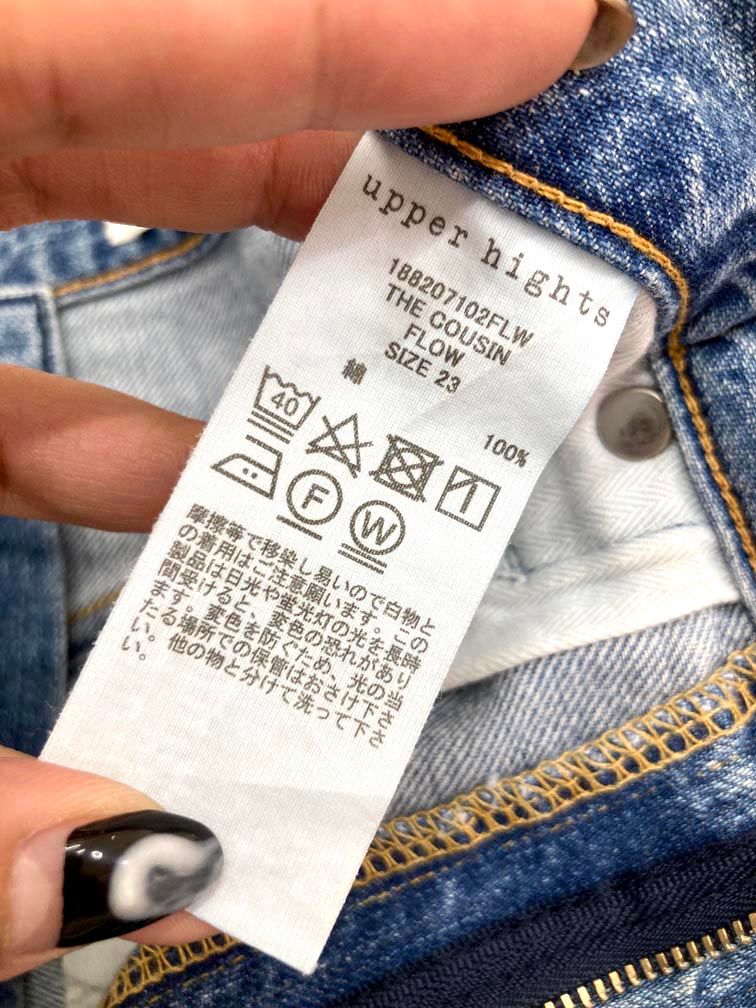 upper hights
188207102FLW
THE COUSIN
FLOW
SIZE 23
綿 100%
40
F W
摩擦等で移染し易いので白物と
の着用はご注意願います。この
製品は日光や蛍光灯の光を長時
間受けると、変色の恐れがあり
ます。変色を防ぐため、光の当
たる場所での保管はおさけ下さ
い。他の物と分けて洗って下さ
い。